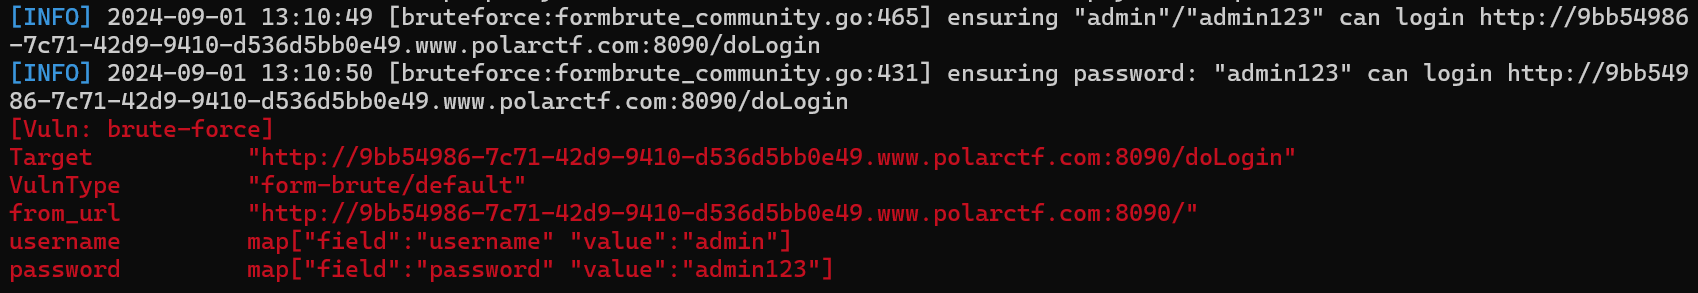 [INFO] 2024-09-01 13:10:49 [bruteforce:formbrute_community.go:465] ensuring "admin"/"admin123" can login http://9bb54986
-7c71-42d9-9410-d536d5bb0e49.www.polarctf.com:8090/doLogin
[INFO] 2024-09-01 13:10:50 [bruteforce:formbrute_community.go:431] ensuring password: "admin123" can login http://9bb549
86-7c71-42d9-9410-d536d5bb0e49.www.polarctf.com:8090/doLogin
[Vuln: brute-force]
Target "http://9bb54986-7c71-42d9-9410-d536d5bb0e49.www.polarctf.com:8090/doLogin"
VulnType "form-brute/default"
from_url "http://9bb54986-7c71-42d9-9410-d536d5bb0e49.www.polarctf.com:8090/"
username map["field":"username" "value":"admin"]
password map["field":"password" "value":"admin123"]